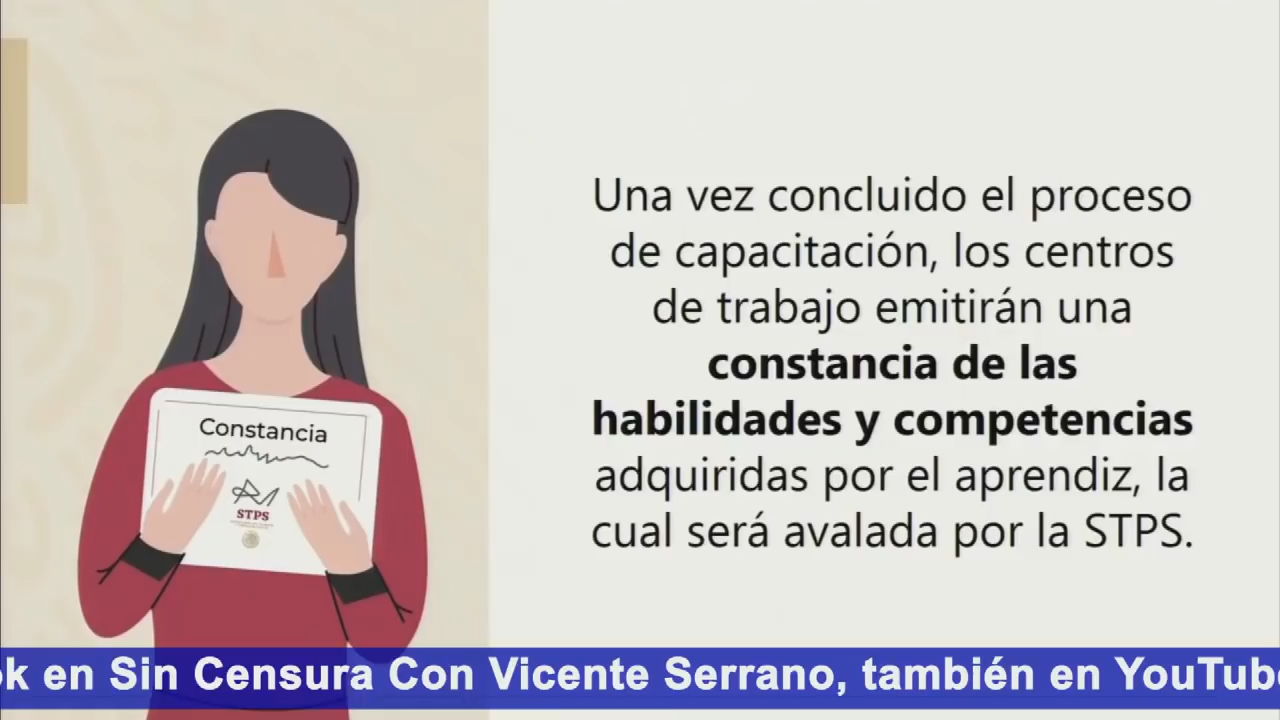 Una vez concluido el proceso
de capacitación, los centros
de trabajo emitirán una
constancia de las
habilidades y competencias
adquiridas por el aprendiz, la
cual será avalada por la STPS.
Constancia
STPS
ok en Sin Censura Con Vicente Serrano, también en YouTube